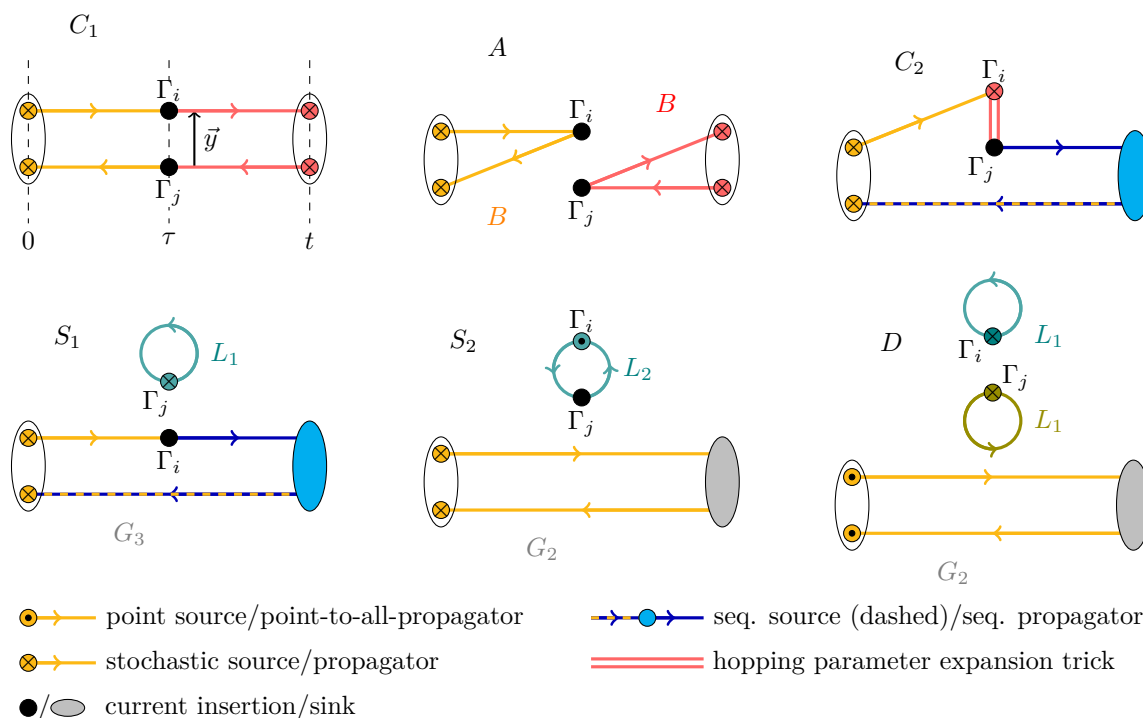 C₁
Γᵢ
y⃗
Γⱼ
0
τ
t
A
Γᵢ
B
B
Γⱼ
C₂
Γᵢ
Γⱼ
S₁
L₁
Γⱼ
Γᵢ
G₃
S₂
Γᵢ
L₂
Γⱼ
G₂
D
L₁
Γᵢ
Γⱼ
L₁
G₂
point source/point-to-all-propagator
seq. source (dashed)/seq. propagator
stochastic source/propagator
hopping parameter expansion trick
/
current insertion/sink